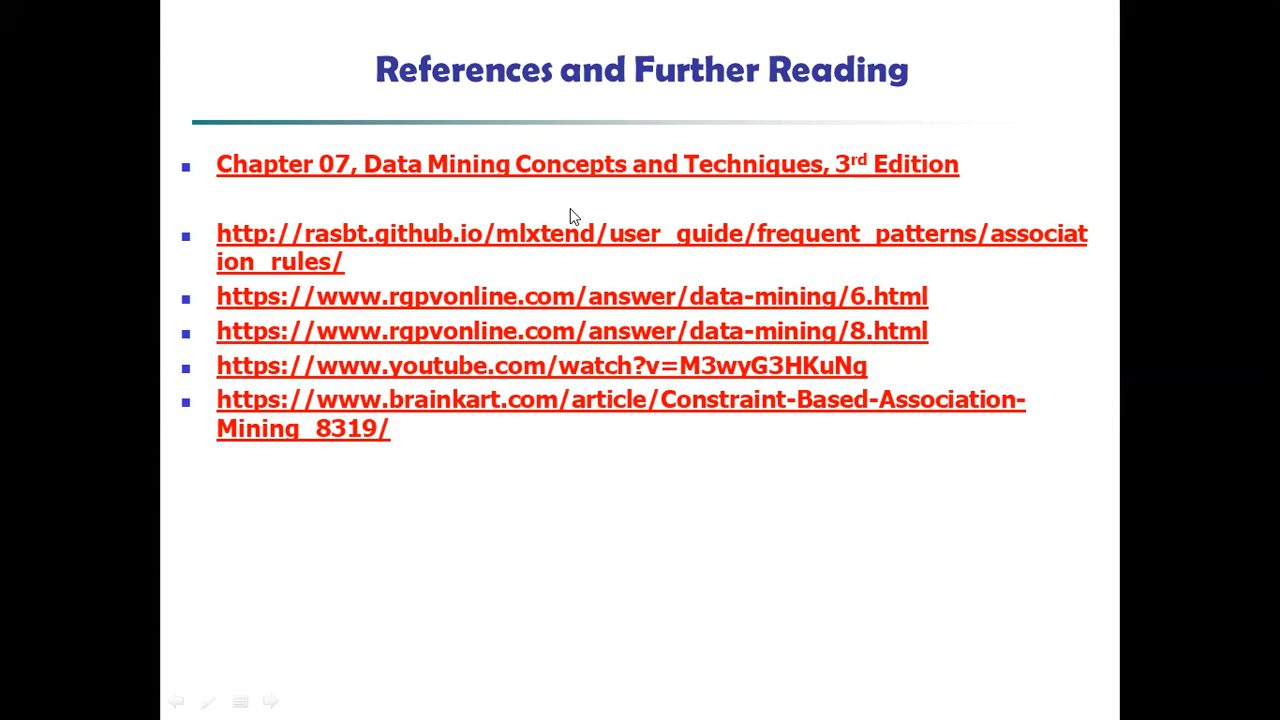 References and Further Reading
Chapter 07, Data Mining Concepts and Techniques, 3rd Edition
http://rasbt.github.io/mlxtend/user_guide/frequent_patterns/associat
ion_rules/
https://www.rgpvonline.com/answer/data-mining/6.html
https://www.rgpvonline.com/answer/data-mining/8.html
https://www.youtube.com/watch?v=M3wyG3HKuNg
https://www.brainkart.com/article/Constraint-Based-Association-
Mining_8319/